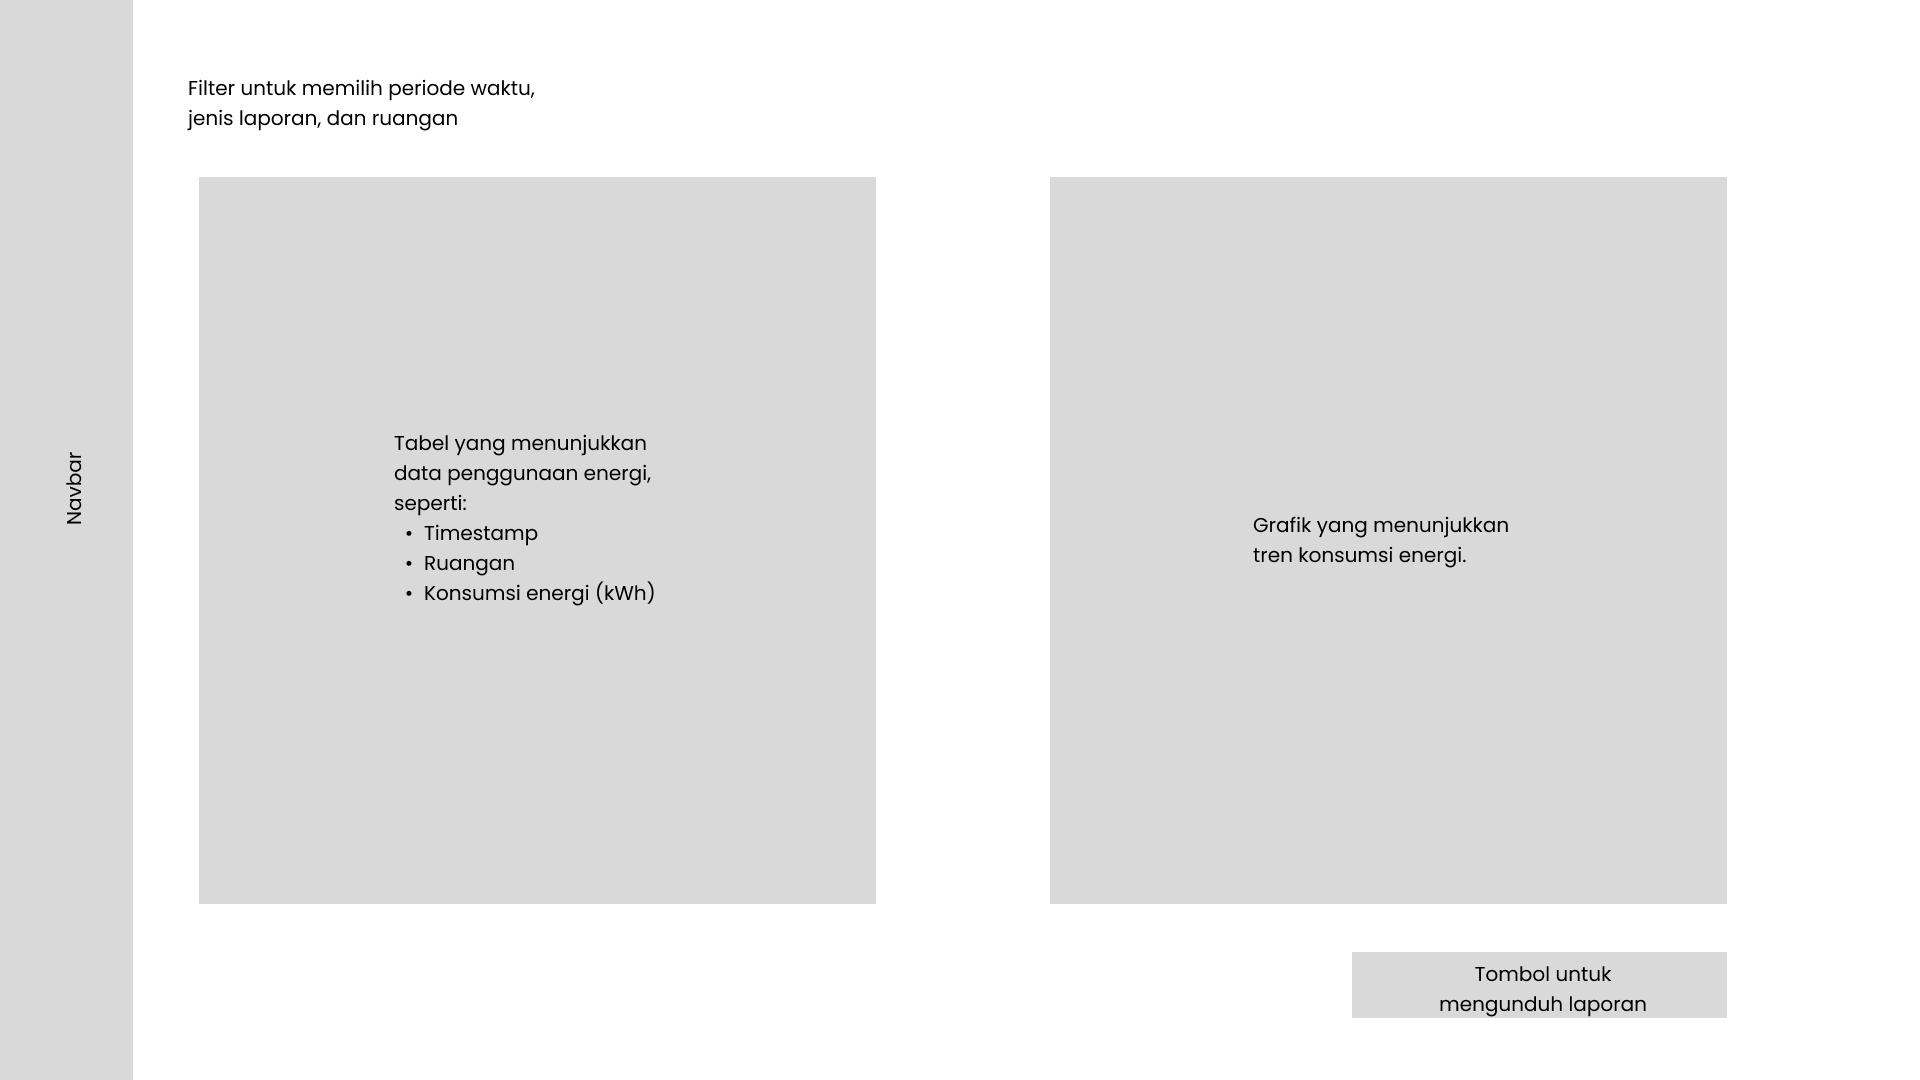 Navbar
Filter untuk memilih periode waktu,
jenis laporan, dan ruangan
Tabel yang menunjukkan
data penggunaan energi,
seperti:
• Timestamp
• Ruangan
• Konsumsi energi (kWh)
Grafik yang menunjukkan
tren konsumsi energi.
Tombol untuk
mengunduh laporan